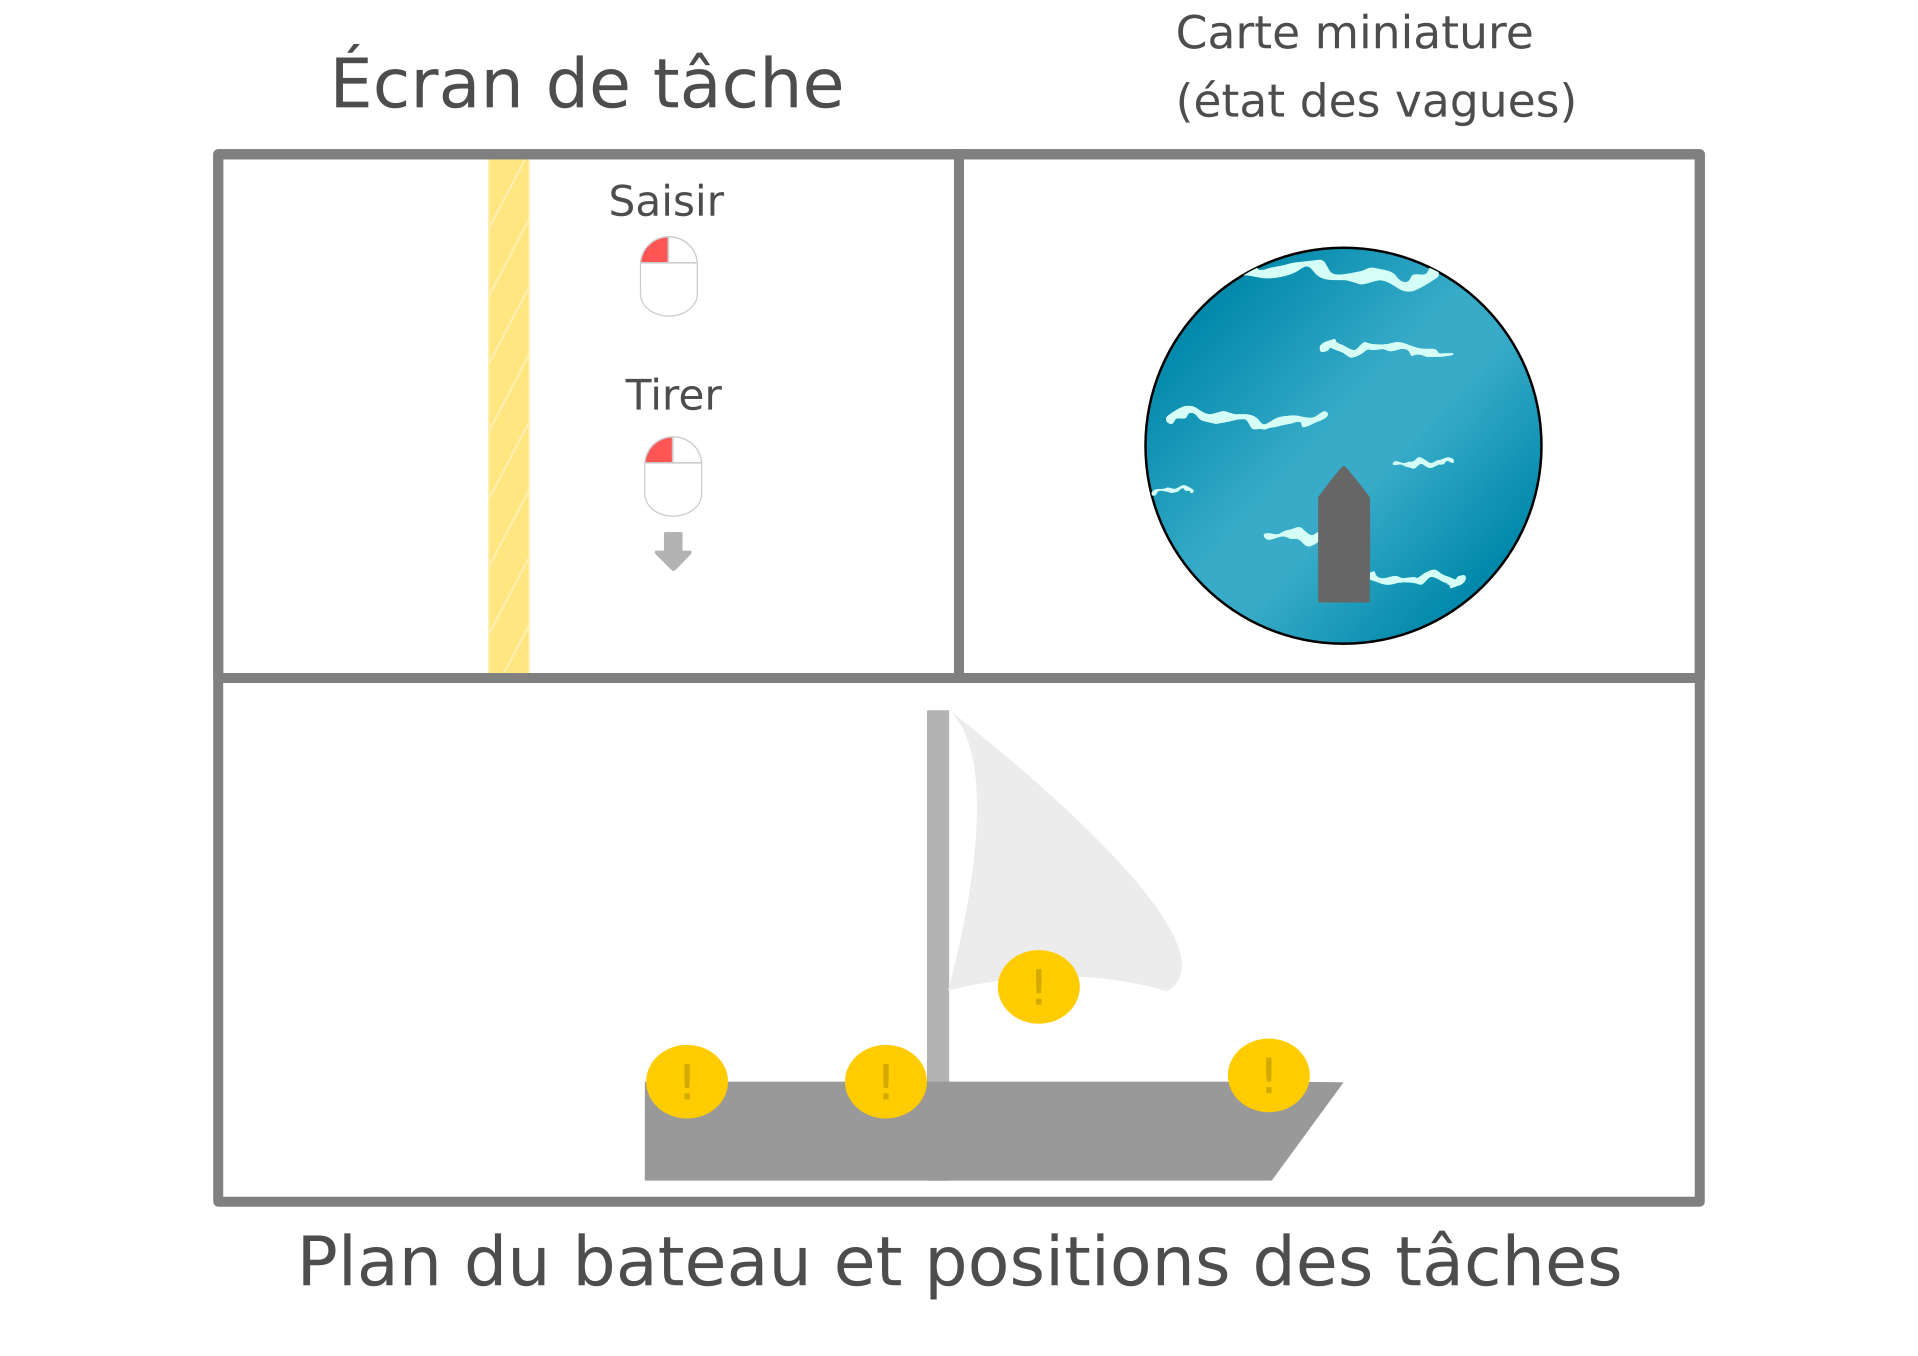 Écran de tâche
Carte miniature
(état des vagues)
Saisir
Tirer
!
!
!
!
Plan du bateau et positions des tâches